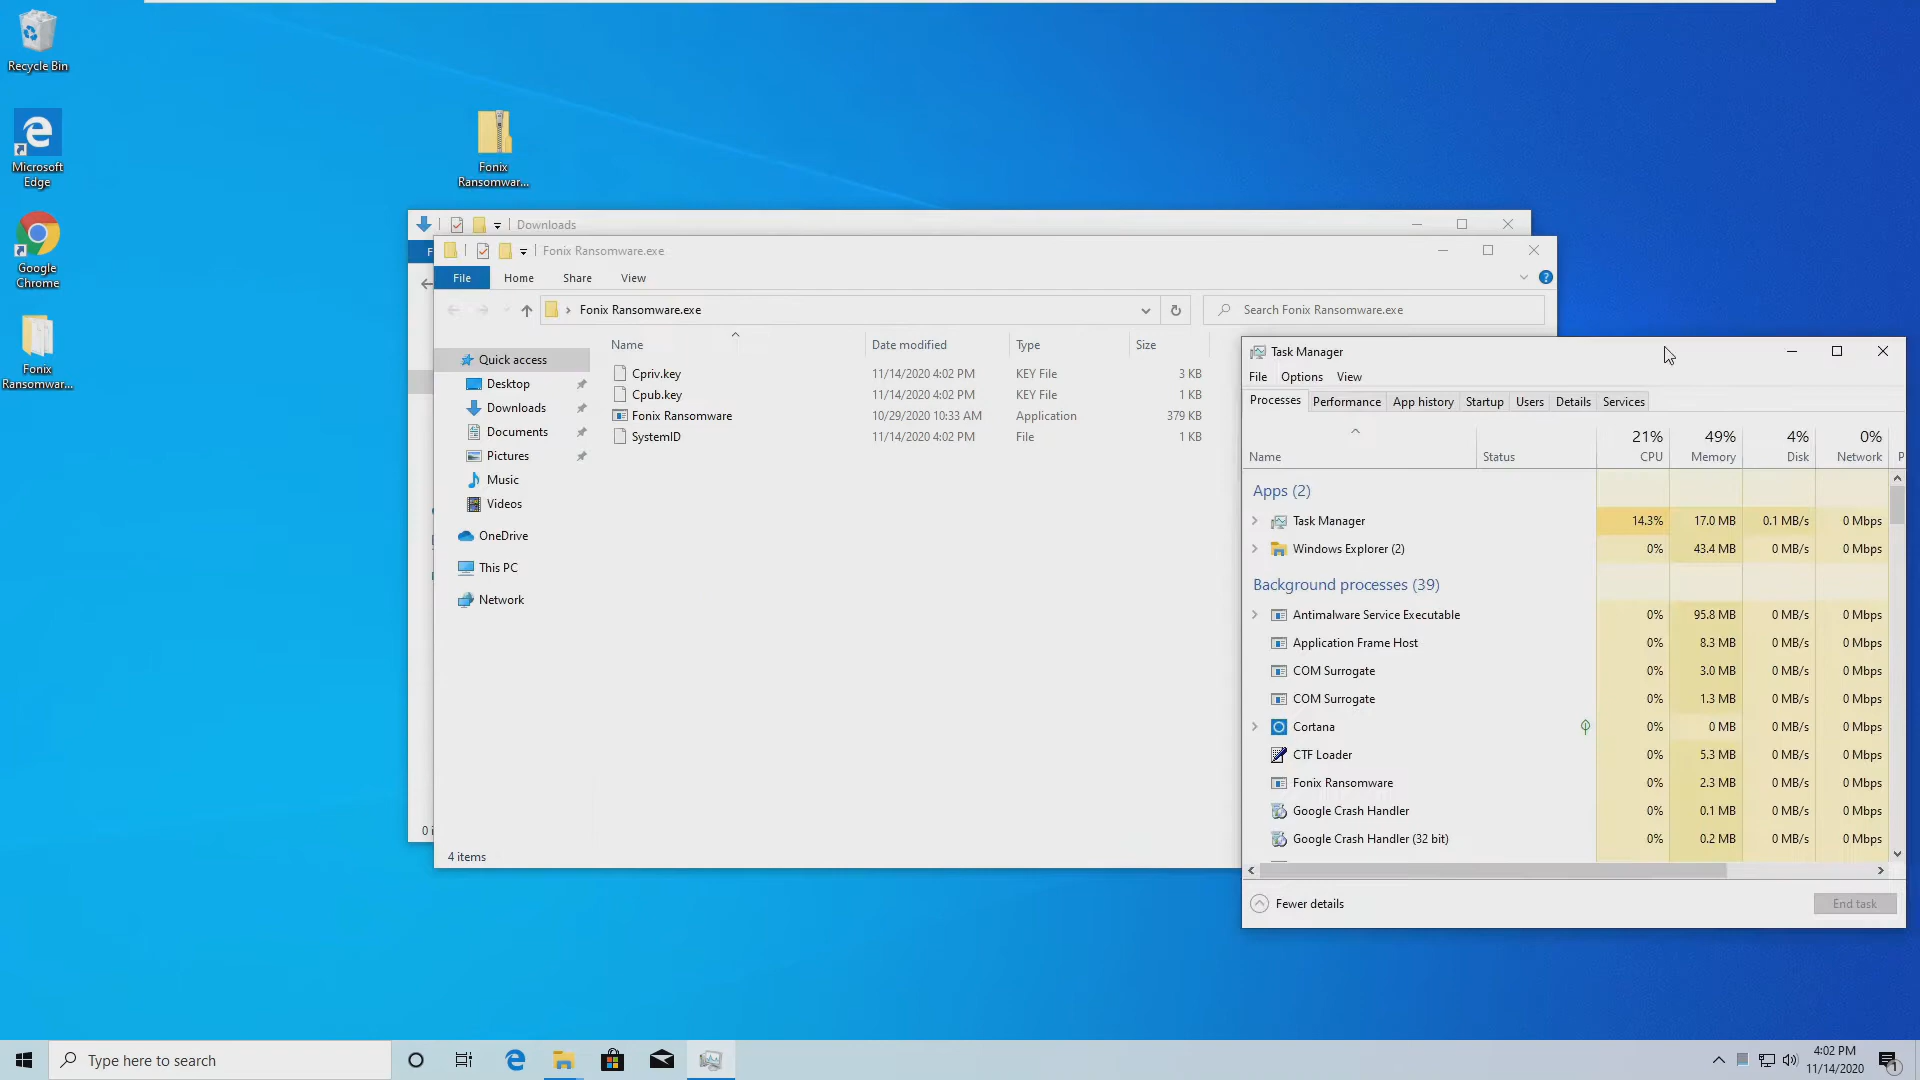 Recycle Bin
Microsoft
Edge
Google
Chrome
Fonix
Ransomwar...
Fonix
Ransomwar...
Downloads
Fonix Ransomware.exe
File Home Share View
Fonix Ransomware.exe
Search Fonix Ransomware.exe
Quick access
Desktop
Downloads
Documents
Pictures
Music
Videos
OneDrive
This PC
Network
Name Date modified Type Size
Cpriv.key 11/14/2020 4:02 PM KEY File 3 KB
Cpub.key 11/14/2020 4:02 PM KEY File 1 KB
Fonix Ransomware 10/29/2020 10:33 AM Application 379 KB
SystemID 11/14/2020 4:02 PM File 1 KB
4 items
Task Manager
File Options View
Processes Performance App history Startup Users Details Services
21% 49% 4% 0%
Name Status CPU Memory Disk Network P
Apps (2)
Task Manager 14.3% 17.0 MB 0.1 MB/s 0 Mbps
Windows Explorer (2) 0% 43.4 MB 0 MB/s 0 Mbps
Background processes (39)
Antimalware Service Executable 0% 95.8 MB 0 MB/s 0 Mbps
Application Frame Host 0% 8.3 MB 0 MB/s 0 Mbps
COM Surrogate 0% 3.0 MB 0 MB/s 0 Mbps
COM Surrogate 0% 1.3 MB 0 MB/s 0 Mbps
Cortana 0% 0 MB 0 MB/s 0 Mbps
CTF Loader 0% 5.3 MB 0 MB/s 0 Mbps
Fonix Ransomware 0% 2.3 MB 0 MB/s 0 Mbps
Google Crash Handler 0% 0.1 MB 0 MB/s 0 Mbps
Google Crash Handler (32 bit) 0% 0.2 MB 0 MB/s 0 Mbps
Fewer details
End task
Type here to search
4:02 PM
11/14/2020
1